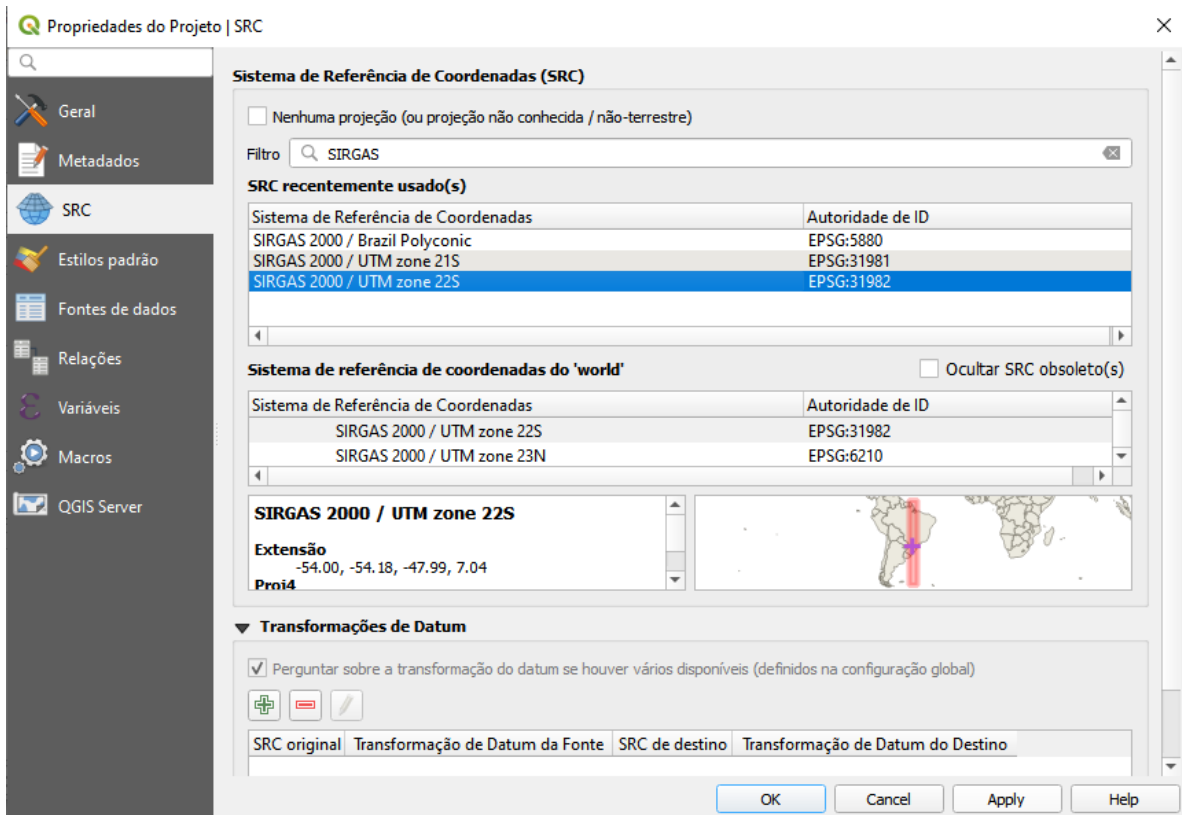 Propriedades do Projeto | SRC
Geral
Metadados
SRC
Estilos padrão
Fontes de dados
Relações
Variáveis
Macros
QGIS Server
Sistema de Referência de Coordenadas (SRC)
Nenhuma projeção (ou projeção não conhecida / não-terrestre)
Filtro SIRGAS
SRC recentemente usado(s)
Sistema de Referência de Coordenadas Autoridade de ID
SIRGAS 2000 / Brazil Polyconic EPSG:5880
SIRGAS 2000 / UTM zone 21S EPSG:31981
SIRGAS 2000 / UTM zone 22S EPSG:31982
Sistema de referência de coordenadas do 'world' Ocultar SRC obsoleto(s)
Sistema de Referência de Coordenadas Autoridade de ID
SIRGAS 2000 / UTM zone 22S EPSG:31982
SIRGAS 2000 / UTM zone 23N EPSG:6210
SIRGAS 2000 / UTM zone 22S
Extensão
-54.00, -54.18, -47.99, 7.04
Proj4
Transformações de Datum
Perguntar sobre a transformação do datum se houver vários disponíveis (definidos na configuração global)
SRC original Transformação de Datum da Fonte SRC de destino Transformação de Datum do Destino
OK Cancel Apply Help